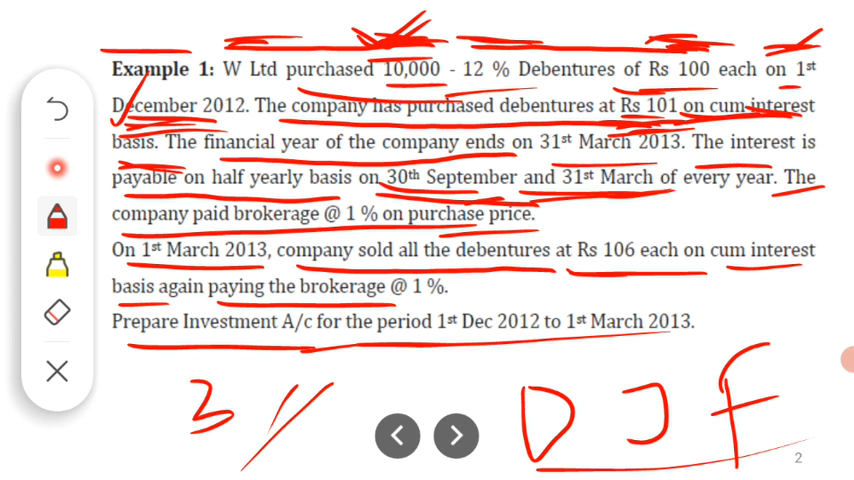 Example 1: W Ltd purchased 10,000 - 12 % Debentures of Rs 100 each on 1st
December 2012. The company has purchased debentures at Rs 101 on cum interest
basis. The financial year of the company ends on 31st March 2013. The interest is
payable on half yearly basis on 30th September and 31st March of every year. The
company paid brokerage @ 1 % on purchase price.
On 1st March 2013, company sold all the debentures at Rs 106 each on cum interest
basis again paying the brokerage @ 1 %.
Prepare Investment A/c for the period 1st Dec 2012 to 1st March 2013.
3 D J F
2